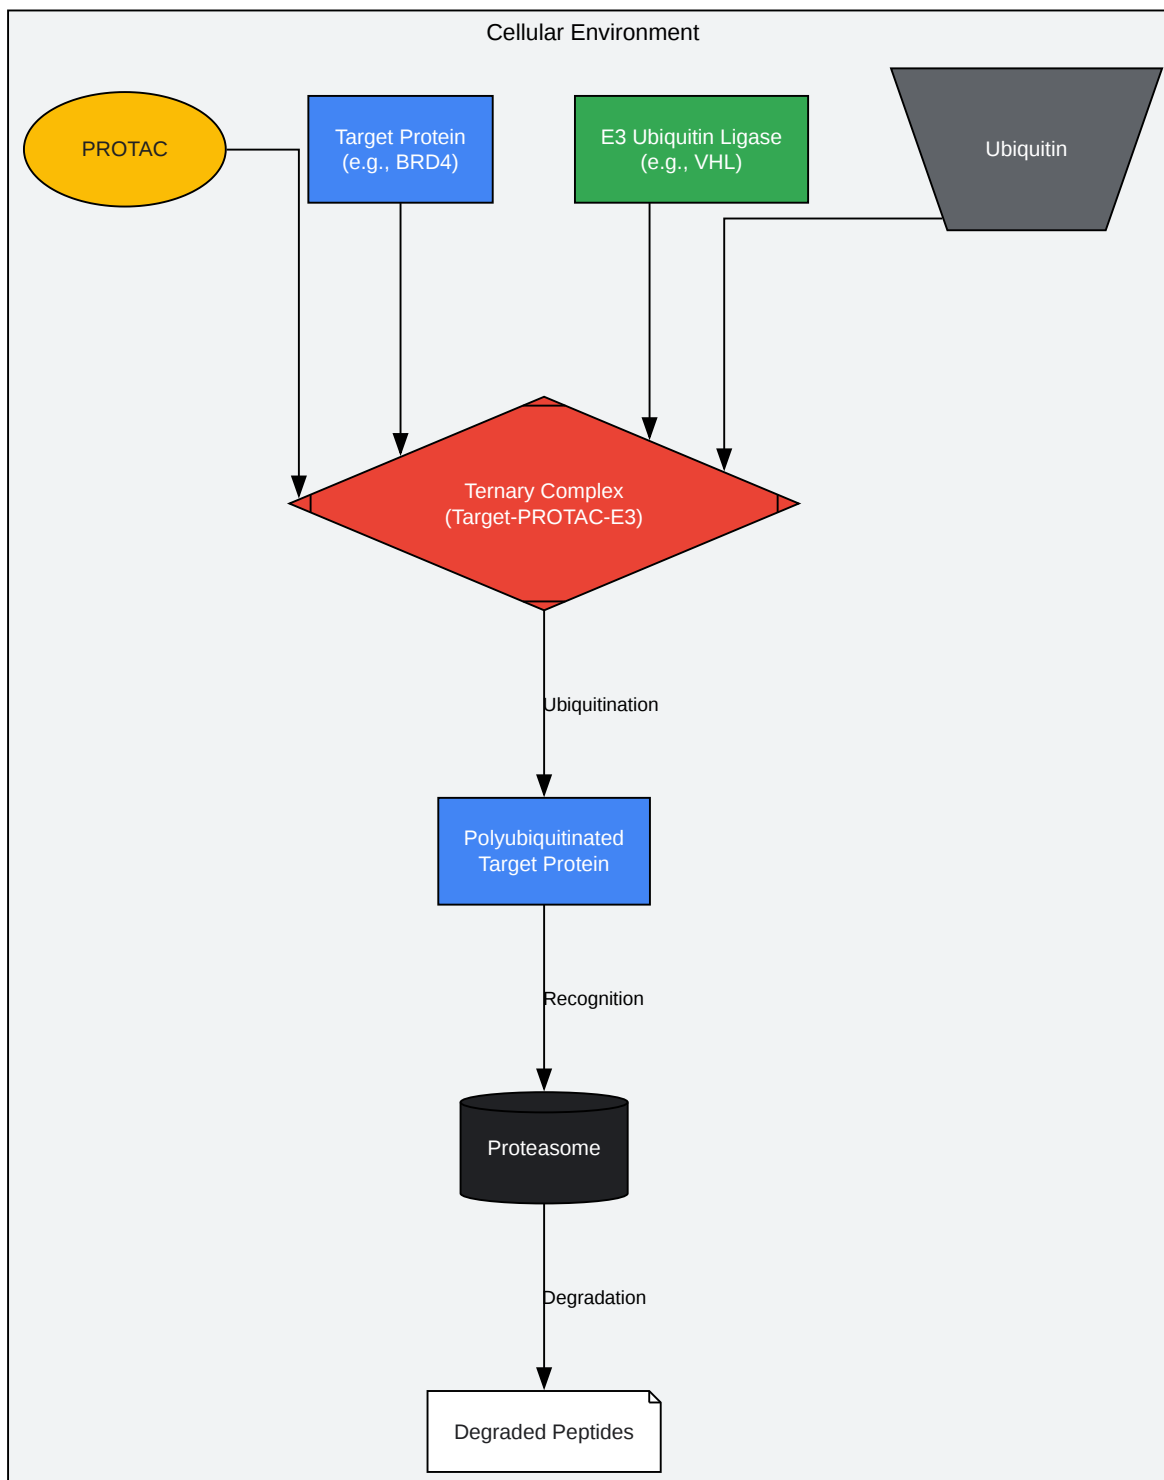 Cellular Environment
PROTAC
Target Protein
(e.g., BRD4)
E3 Ubiquitin Ligase
(e.g., VHL)
Ubiquitin
Ternary Complex
(Target-PROTAC-E3)
Ubiquitination
Polyubiquitinated
Target Protein
Recognition
Proteasome
Degradation
Degraded Peptides